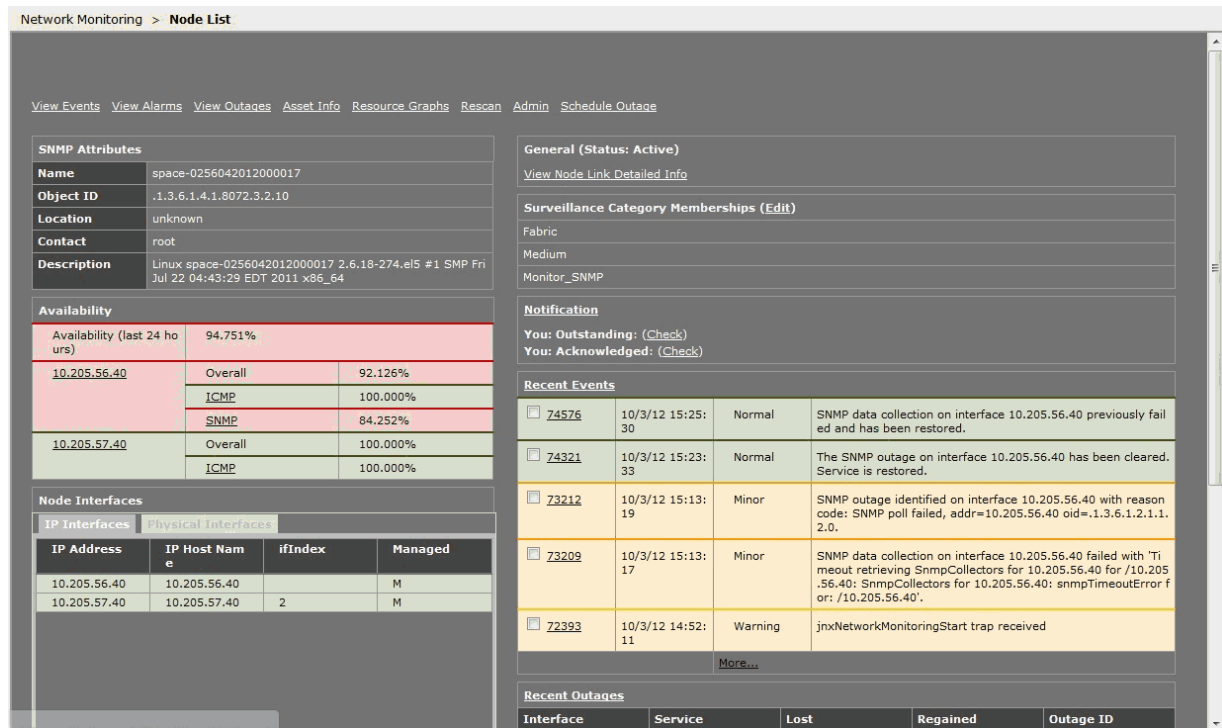 Network Monitoring > Node List
View Events View Alarms View Outages Asset Info Resource Graphs Rescan Admin Schedule Outage
SNMP Attributes
Name space-0256042012000017
Object ID .1.3.6.1.4.1.8072.3.2.10
Location unknown
Contact root
Description Linux space-0256042012000017 2.6.18-274.el5 #1 SMP Fri
Jul 22 04:43:29 EDT 2011 x86_64
Availability
Availability (last 24 ho 94.751%
urs)
10.205.56.40 Overall 92.126%
ICMP 100.000%
SNMP 84.252%
10.205.57.40 Overall 100.000%
ICMP 100.000%
Node Interfaces
IP Interfaces Physical Interfaces
IP Address IP Host Nam ifIndex Managed
e
10.205.56.40 10.205.56.40 M
10.205.57.40 10.205.57.40 2 M
General (Status: Active)
View Node Link Detailed Info
Surveillance Category Memberships (Edit)
Fabric
Medium
Monitor_SNMP
Notification
You: Outstanding: (Check)
You: Acknowledged: (Check)
Recent Events
74576 10/3/12 15:25: Normal SNMP data collection on interface 10.205.56.40 previously fail
30 ed and has been restored.
74321 10/3/12 15:23: Normal The SNMP outage on interface 10.205.56.40 has been cleared.
33 Service is restored.
73212 10/3/12 15:13: Minor SNMP outage identified on interface 10.205.56.40 with reason
19 code: SNMP poll failed, addr=10.205.56.40 oid=.1.3.6.1.2.1.1.
2.0.
73209 10/3/12 15:13: Minor SNMP data collection on interface 10.205.56.40 failed with 'Ti
17 meout retrieving SnmpCollectors for 10.205.56.40 for /10.205
.56.40: SnmpCollectors for 10.205.56.40: snmpTimeoutError f
or: /10.205.56.40'.
72393 10/3/12 14:52: Warning jnxNetworkMonitoringStart trap received
11
More...
Recent Outages
Interface Service Lost Regained Outage ID